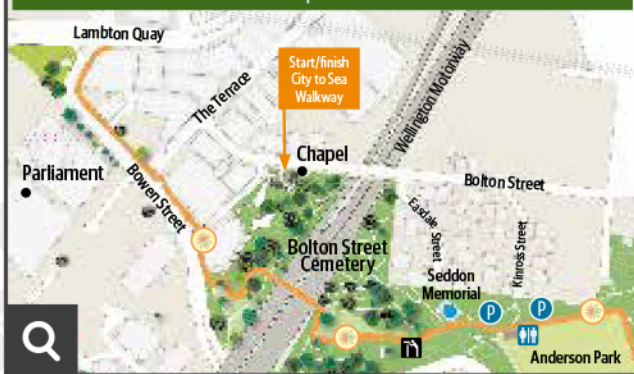 Lambton Quay
Start/finish
City to Sea
Walkway
The Terrace
Wellington Motorway
Chapel
Parliament
Bolton Street
Bowen Street
Easdale Street
Kinross Street
Bolton Street
Cemetery
Seddon
Memorial
P
P
Anderson Park